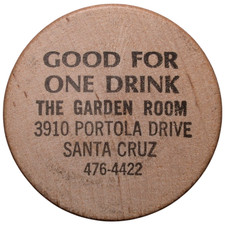 GOOD FOR
ONE DRINK
THE GARDEN ROOM
3910 PORTOLA DRIVE
SANTA CRUZ
476-4422